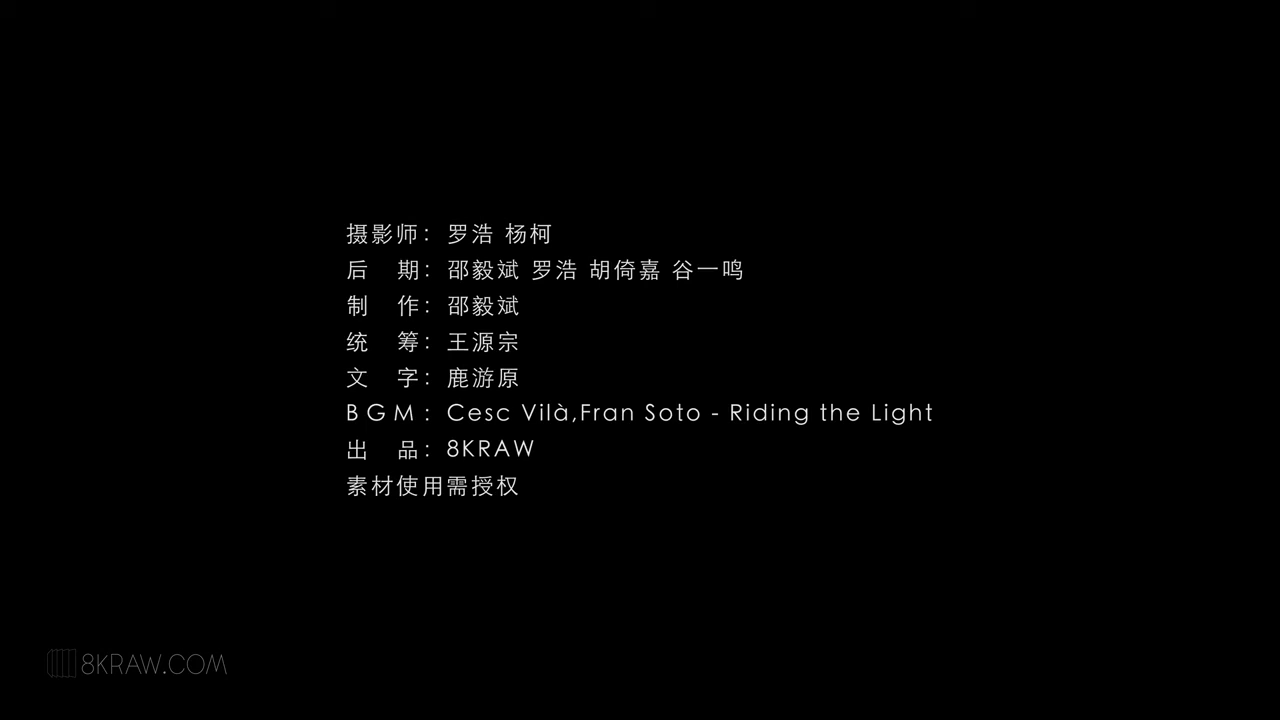 摄影师：罗浩 杨柯
后 期：邵毅斌 罗浩 胡倚嘉 谷一鸣
制 作：邵毅斌
统 筹：王源宗
文 字：鹿游原
BGM：Cesc Vilà,Fran Soto - Riding the Light
出 品：8KRAW
素材使用需授权
8KRAW.COM